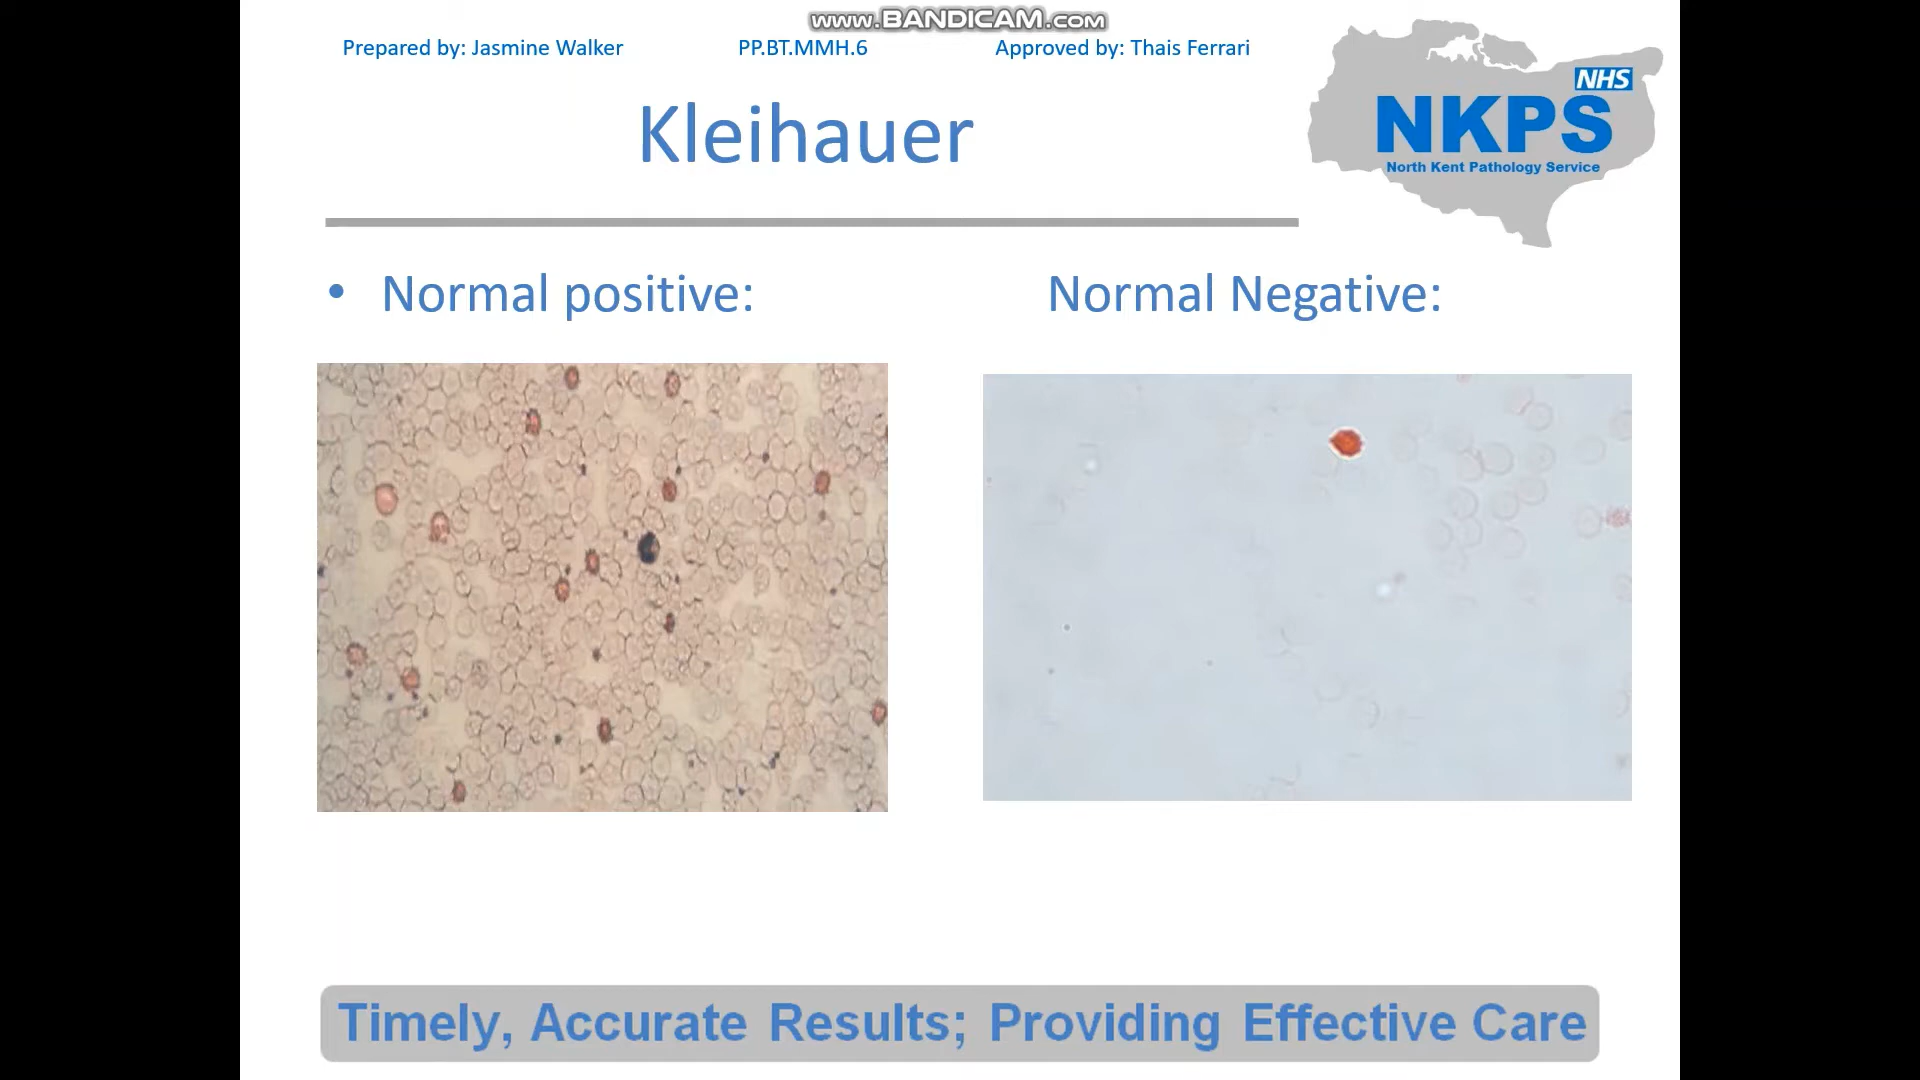 www.BANDICAM.com
Prepared by: Jasmine Walker PP.BT.MMH.6 Approved by: Thais Ferrari
NHS
NKPS
North Kent Pathology Service
Kleihauer
• Normal positive: Normal Negative:
Timely, Accurate Results; Providing Effective Care